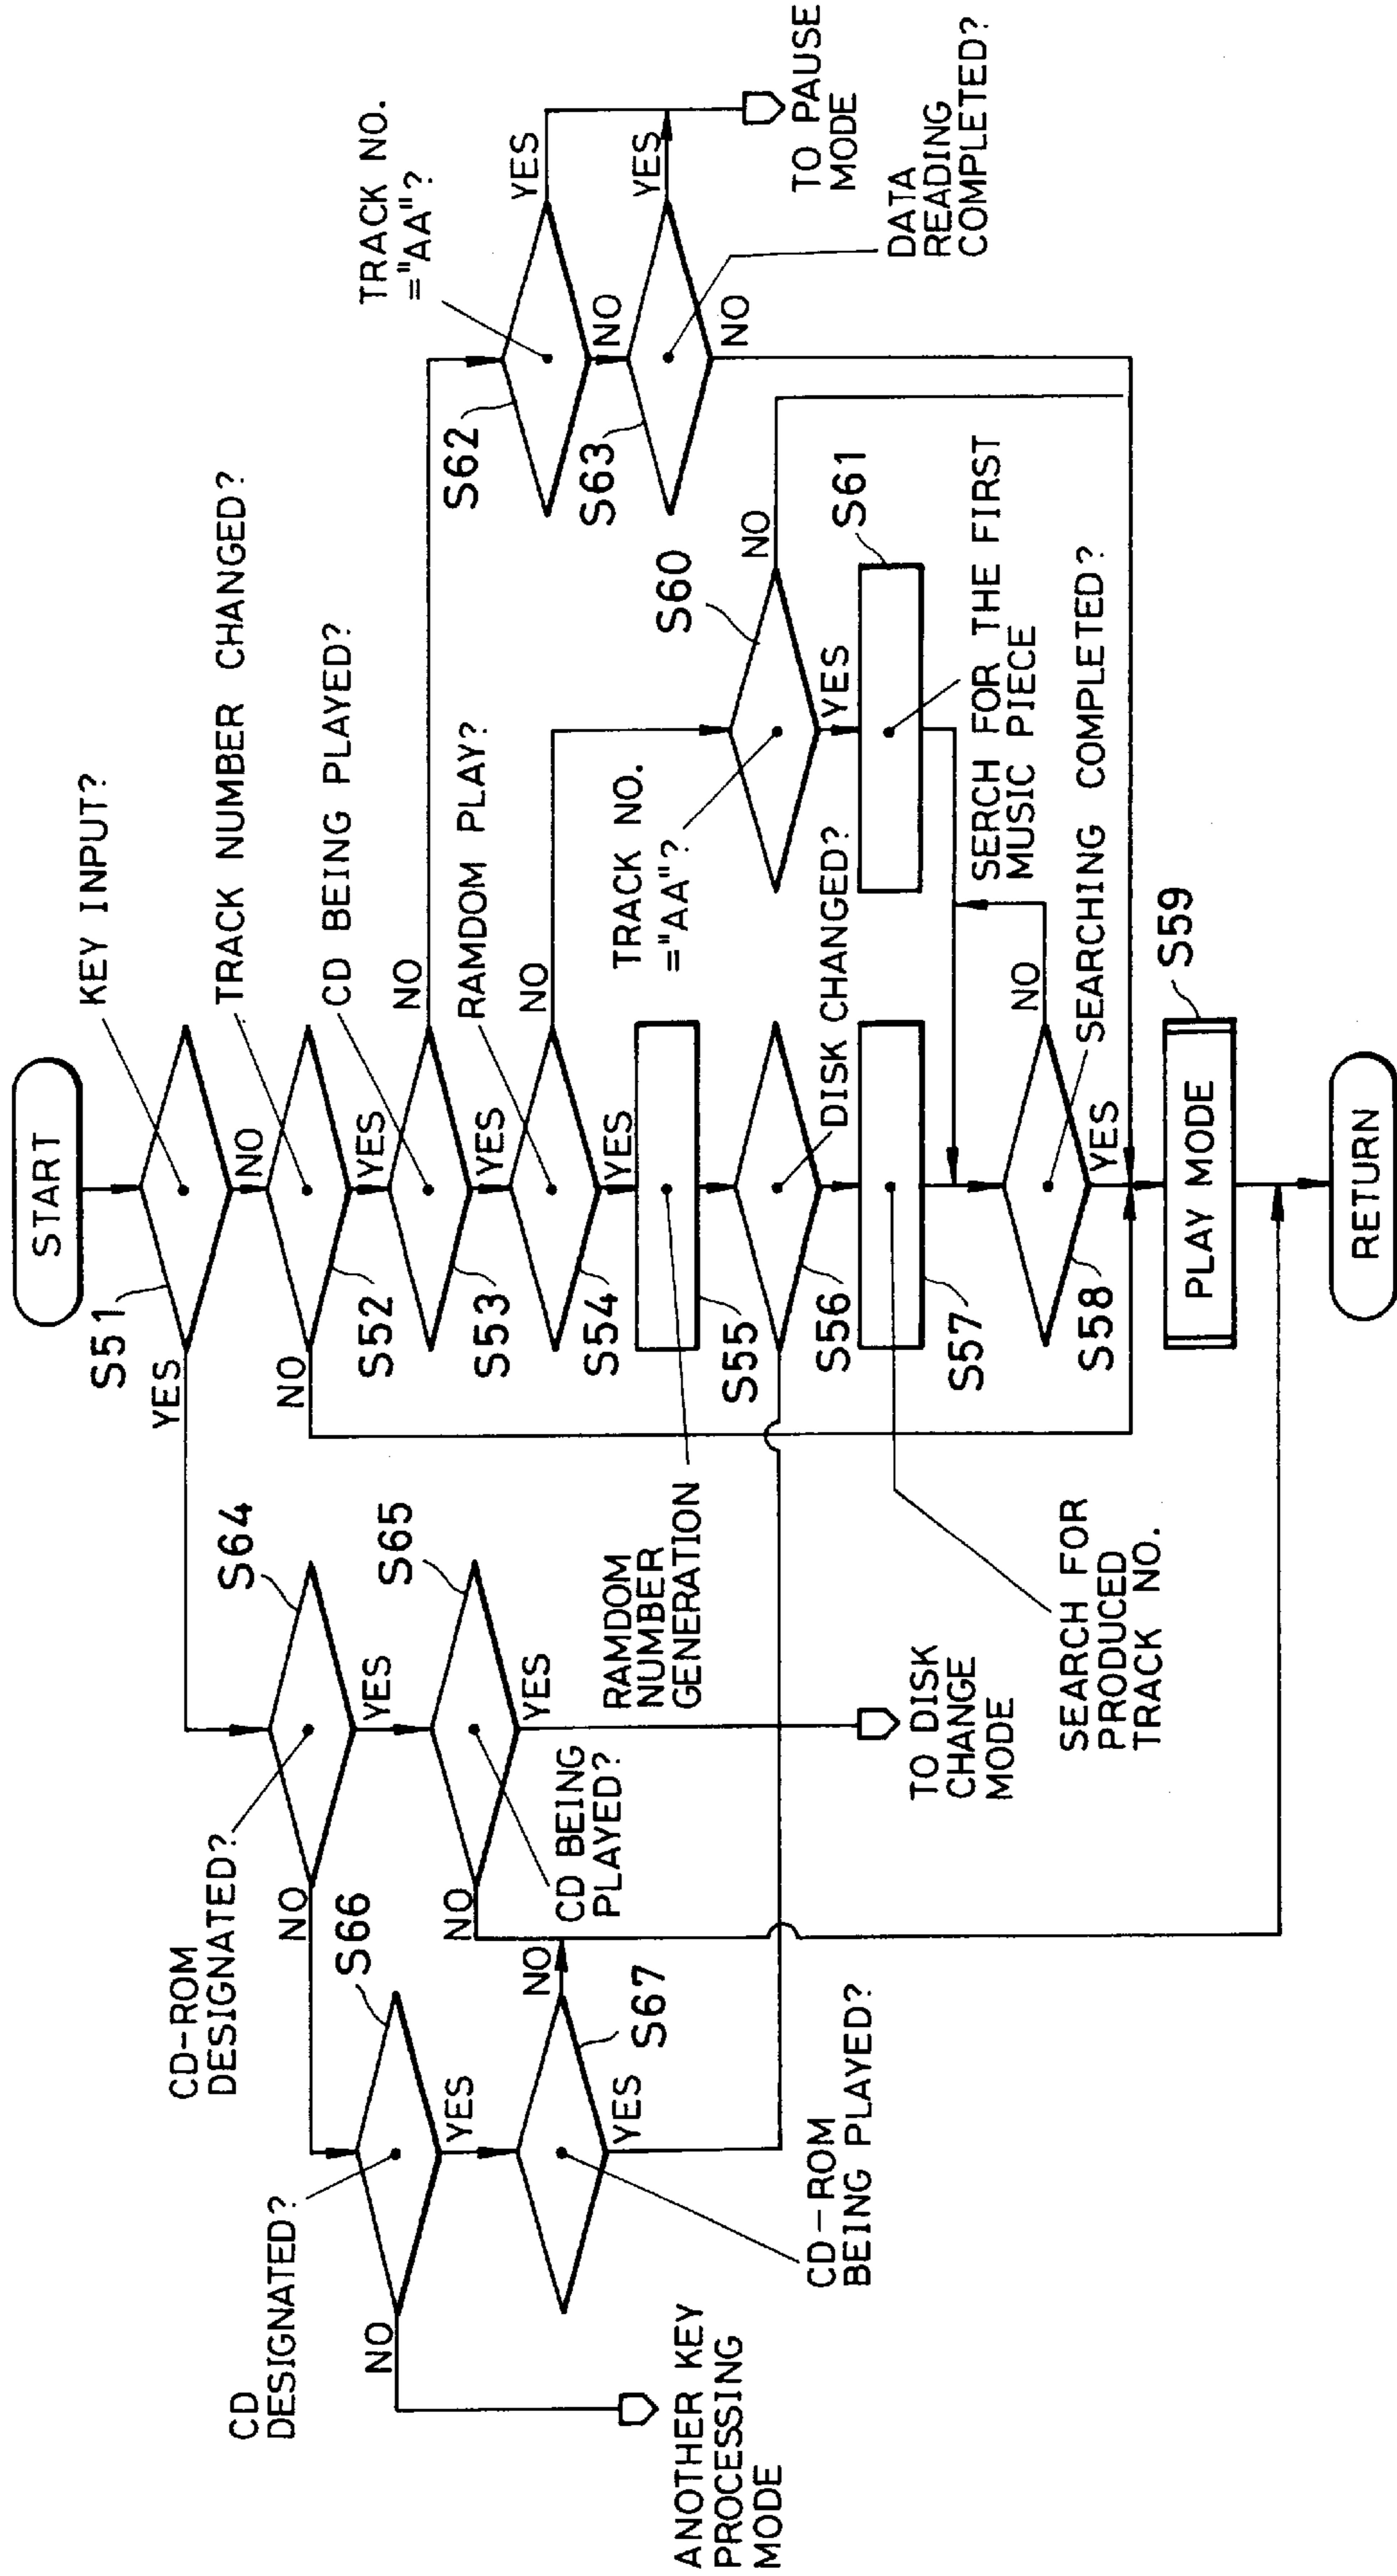 START
S51
KEY INPUT?
YES
NO
TRACK NUMBER CHANGED?
S52
NO
YES
CD BEING PLAYED?
S53
NO
YES
RAMDOM PLAY?
S54
NO
YES
RAMDOM
NUMBER
GENERATION
S55
DISK CHANGED?
S56
SEARCH FOR
PRODUCED
TRACK NO.
S57
SEARCHING COMPLETED?
S58
NO
YES
PLAY MODE
S59
RETURN
TRACK NO.
="AA"?
S60
NO
YES
S61
SERCH FOR THE FIRST
MUSIC PIECE
TRACK NO.
="AA"?
S62
YES
NO
S63
YES
NO
DATA
READING
COMPLETED?
TO PAUSE
MODE
CD-ROM
DESIGNATED?
S64
NO
YES
S65
CD BEING
PLAYED?
NO
YES
TO DISK
CHANGE
MODE
CD
DESIGNATED?
S66
NO
YES
S67
NO
YES
CD-ROM
BEING PLAYED?
ANOTHER KEY
PROCESSING
MODE